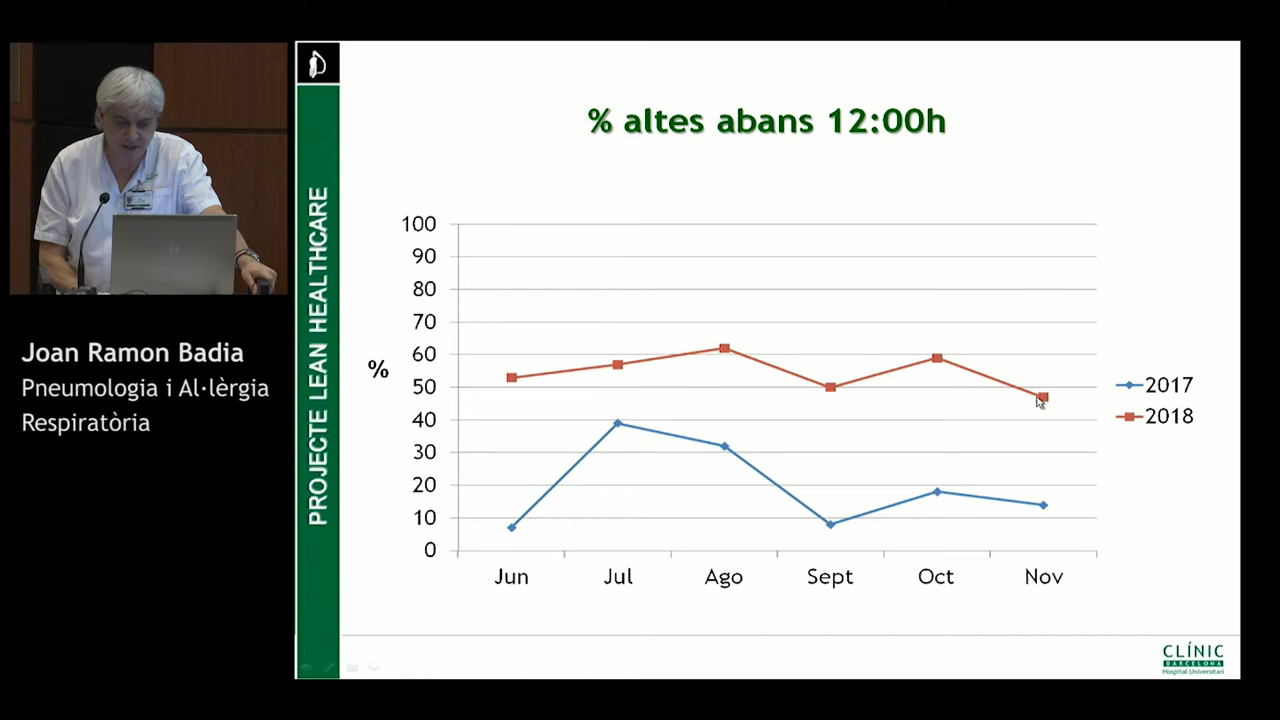 % altes abans 12:00h
PROJECTE LEAN HEALTHCARE
100
90
80
70
60
50
40
30
20
10
0
%
Jun
Jul
Ago
Sept
Oct
Nov
2017
2018
Joan Ramon Badia
Pneumologia i Al·lèrgia
Respiratòria
CLÍNIC
BARCELONA
Hospital Universitari